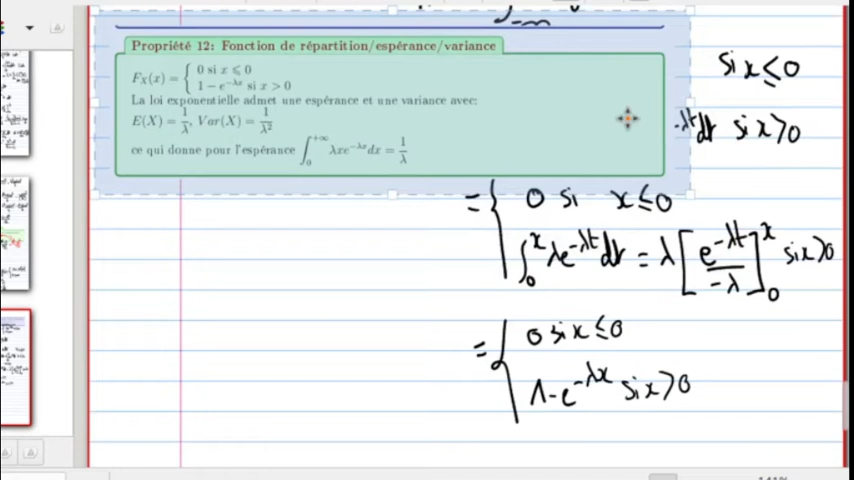 Propriété 12: Fonction de répartition/espérance/variance
F_X(x) = { 0 si x ⩽ 0
1 − e^{−λx} si x > 0
La loi exponentielle admet une espérance et une variance avec:
E(X) = 1/λ, Var(X) = 1/λ²
ce qui donne pour l'espérance ∫_0^{+∞} λxe^{−λx}dx = 1/λ
si x ≤ 0
-λt dt si x > 0
= { 0 si x ≤ 0
∫_0^x λe^{-λt} dt = λ [e^{-λt}/-λ]_0^x si x > 0
= { 0 si x ≤ 0
1 - e^{-λx} si x > 0